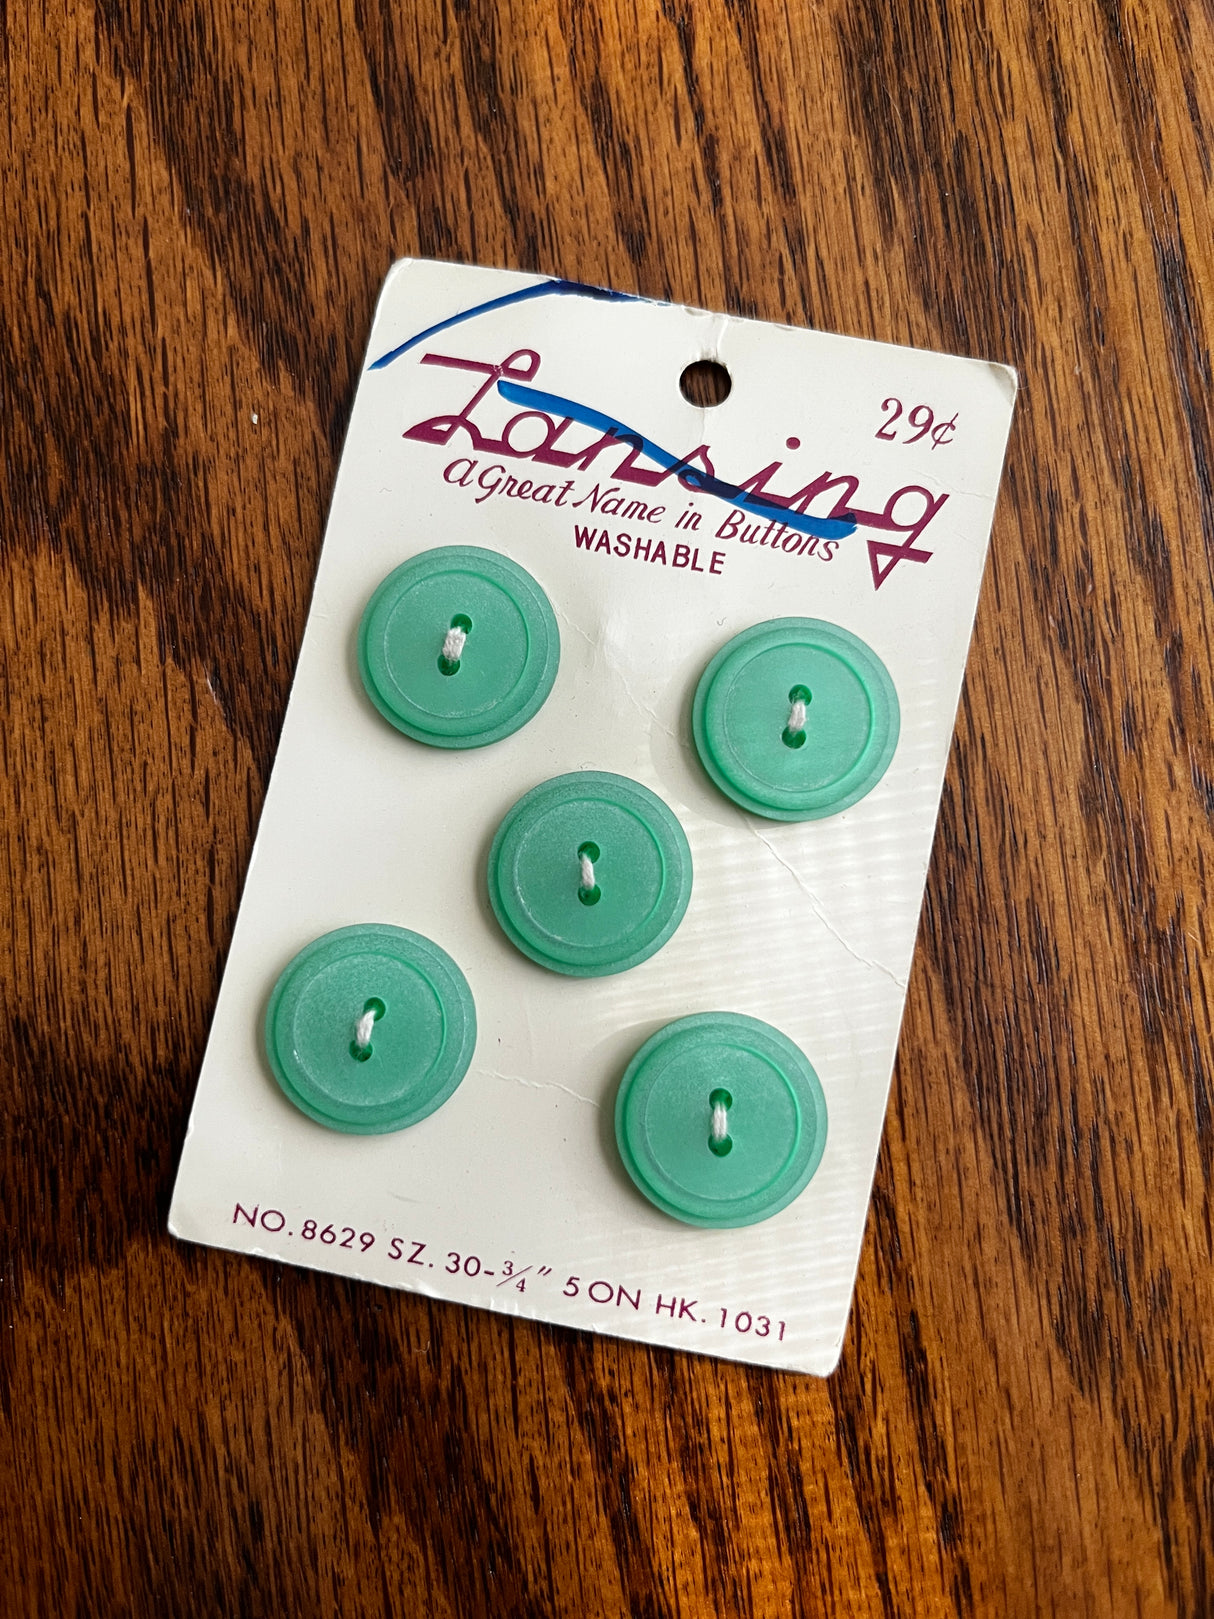 29¢
Lansing
A Great Name in Buttons
WASHABLE
NO. 8629 SZ. 30-3/4" 5 ON HK. 1031